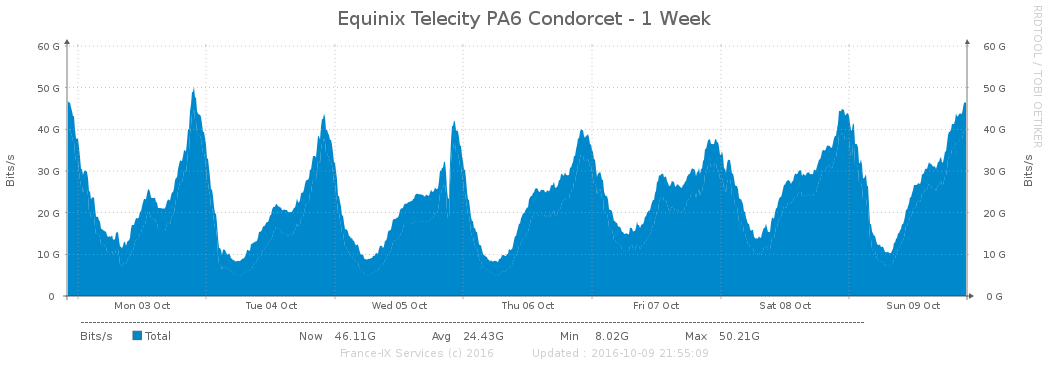 Equinix Telecity PA6 Condorcet - 1 Week
RRDTOOL / TOBI OETIKER
Bits/s
60 G 60 G
50 G 50 G
40 G 40 G
30 G 30 G
20 G 20 G
10 G 10 G
0 0 G
Bits/s
Mon 03 Oct Tue 04 Oct Wed 05 Oct Thu 06 Oct Fri 07 Oct Sat 08 Oct Sun 09 Oct
Bits/s Total Now 46.11G Avg 24.43G Min 8.02G Max 50.21G
France-IX Services (c) 2016 Updated : 2016-10-09 21:55:09